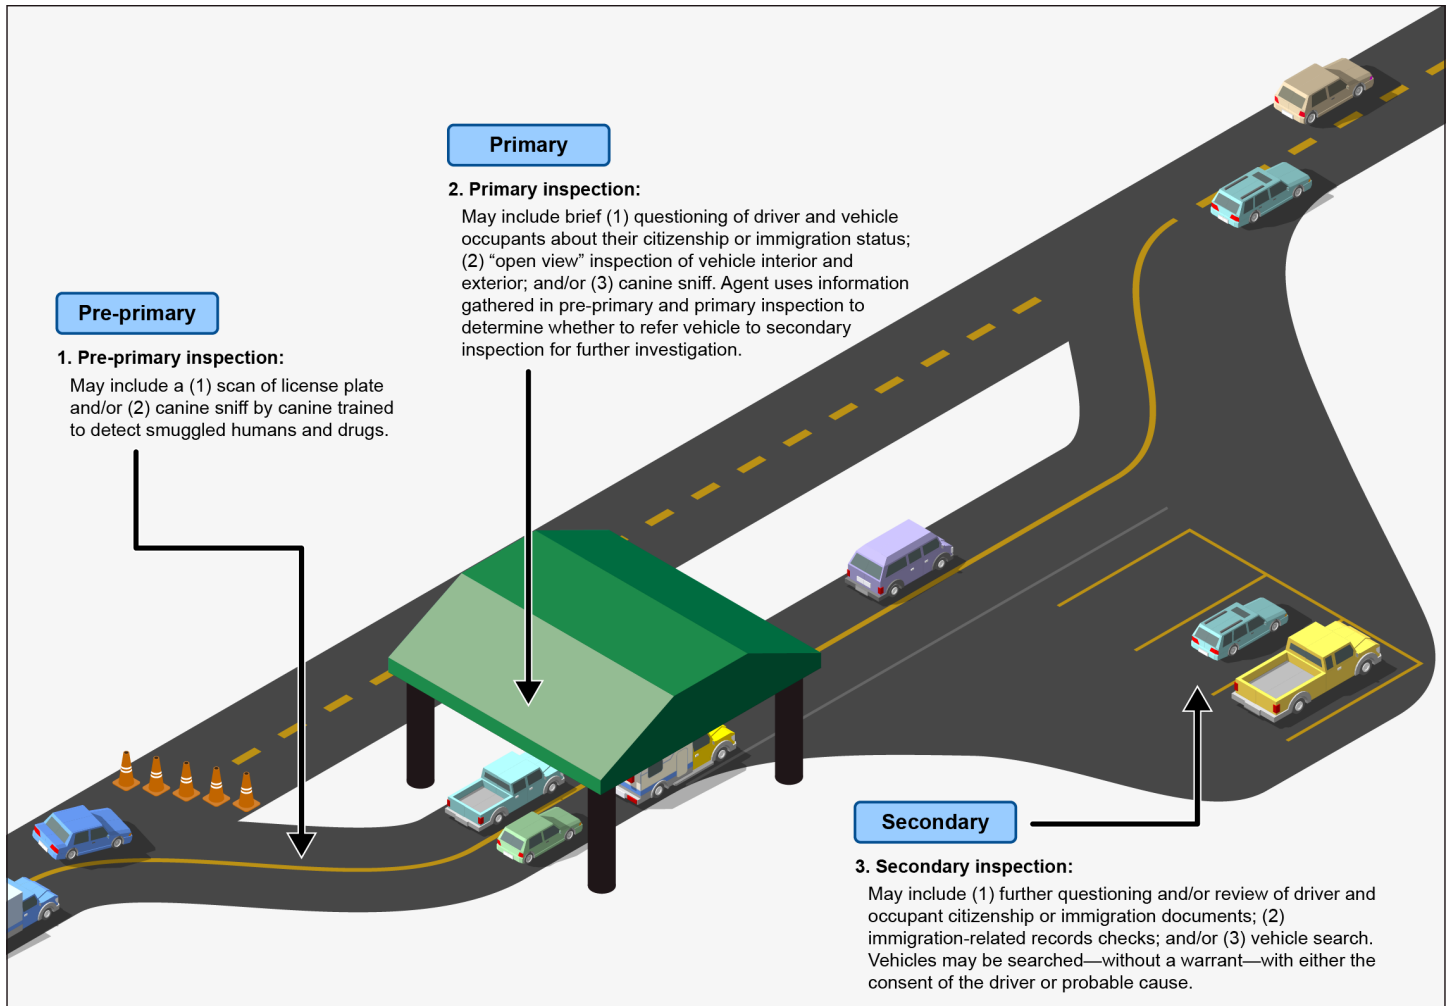 Pre-primary
1. Pre-primary inspection:
May include a (1) scan of license plate
and/or (2) canine sniff by canine trained
to detect smuggled humans and drugs.
Primary
2. Primary inspection:
May include brief (1) questioning of driver and vehicle
occupants about their citizenship or immigration status;
(2) “open view” inspection of vehicle interior and
exterior; and/or (3) canine sniff. Agent uses information
gathered in pre-primary and primary inspection to
determine whether to refer vehicle to secondary
inspection for further investigation.
Secondary
3. Secondary inspection:
May include (1) further questioning and/or review of driver and
occupant citizenship or immigration documents; (2)
immigration-related records checks; and/or (3) vehicle search.
Vehicles may be searched—without a warrant—with either the
consent of the driver or probable cause.